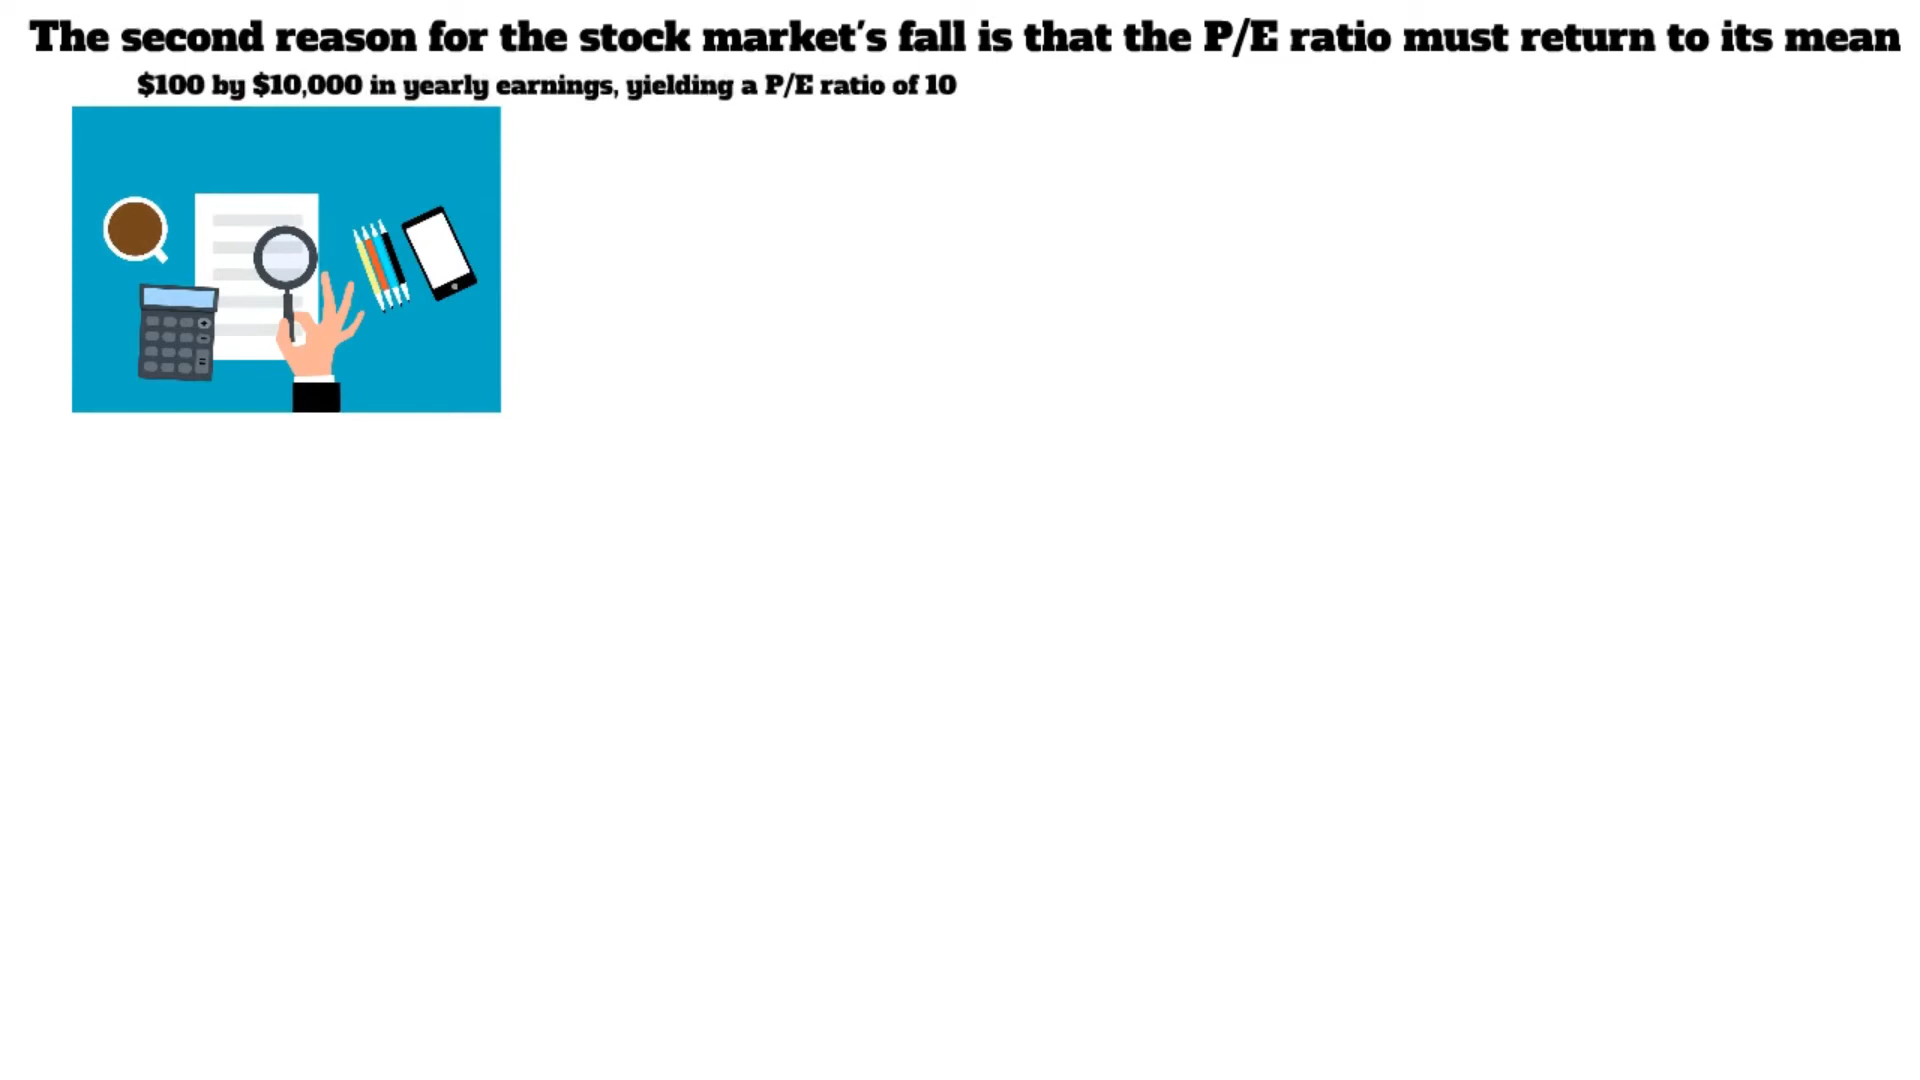 The second reason for the stock market's fall is that the P/E ratio must return to its mean
$100 by $10,000 in yearly earnings, yielding a P/E ratio of 10